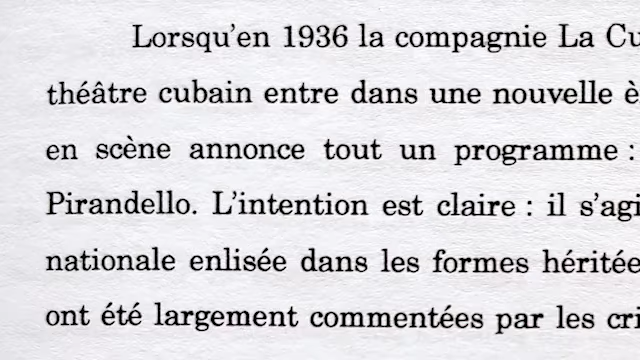 Lorsqu'en 1936 la compagnie La Cu
théâtre cubain entre dans une nouvelle è
en scène annonce tout un programme :
Pirandello. L'intention est claire : il s'agi
nationale enlisée dans les formes héritée
ont été largement commentées par les cri